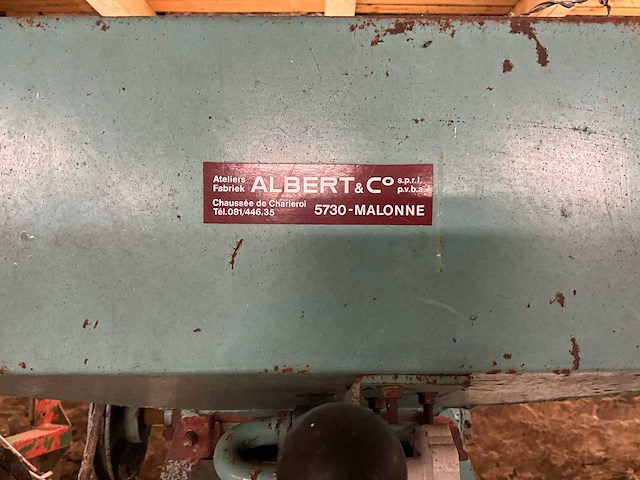 Ateliers Fabriek ALBERT & Co s.p.r.l. p.v.b.a.
Chaussée de Charleroi
Tél.081/446.35 5730-MALONNE